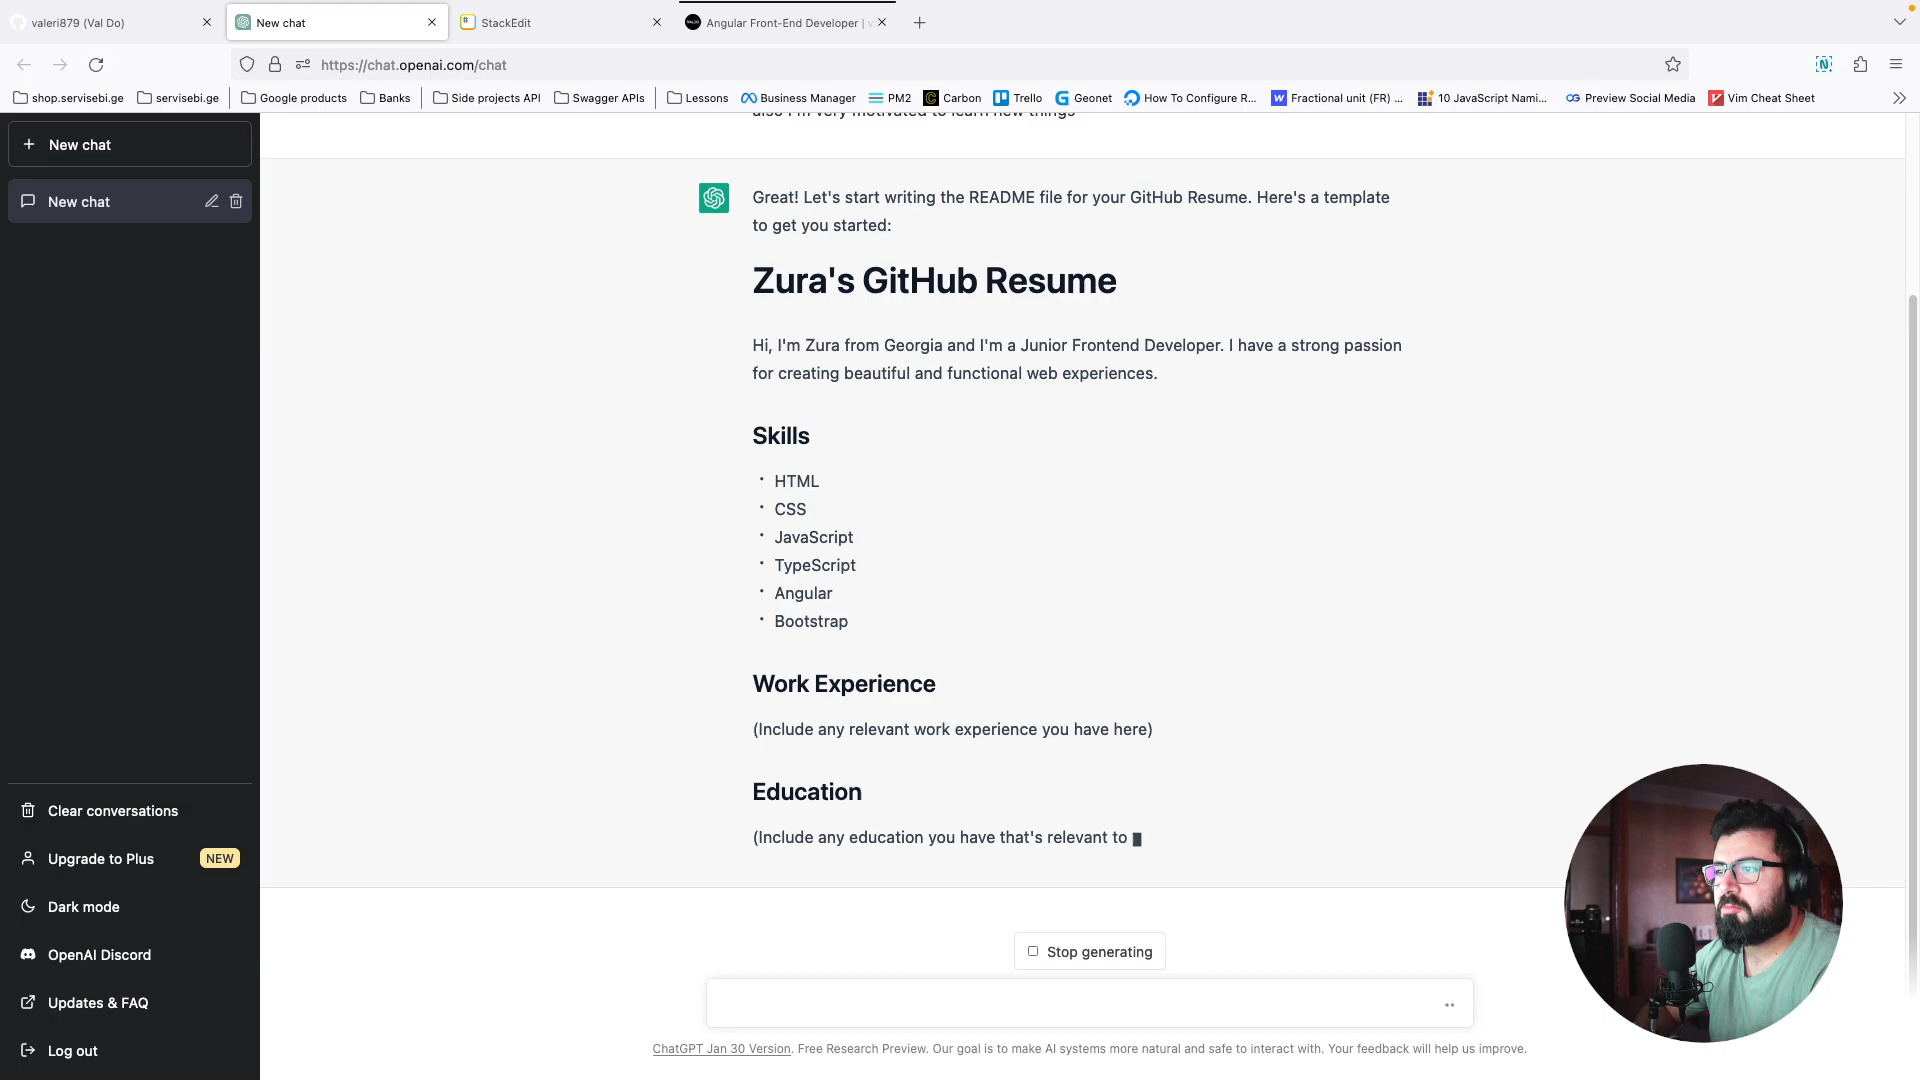 valeri879 (Val Do)
New chat
StackEdit
Angular Front-End Developer |
https://chat.openai.com/chat
shop.servisebi.ge
servisebi.ge
Google products
Banks
Side projects API
Swagger APIs
Lessons
Business Manager
PM2
Carbon
Trello
Geonet
How To Configure R...
Fractional unit (FR) ...
10 JavaScript Nami...
Preview Social Media
Vim Cheat Sheet
+ New chat
New chat
also I'm very motivated to learn new things
Great! Let's start writing the README file for your GitHub Resume. Here's a template
to get you started:
Zura's GitHub Resume
Hi, I'm Zura from Georgia and I'm a Junior Frontend Developer. I have a strong passion
for creating beautiful and functional web experiences.
Skills
• HTML
• CSS
• JavaScript
• TypeScript
• Angular
• Bootstrap
Work Experience
(Include any relevant work experience you have here)
Education
(Include any education you have that's relevant to
Clear conversations
Upgrade to Plus NEW
Dark mode
OpenAI Discord
Updates & FAQ
Log out
Stop generating
ChatGPT Jan 30 Version. Free Research Preview. Our goal is to make AI systems more natural and safe to interact with. Your feedback will help us improve.